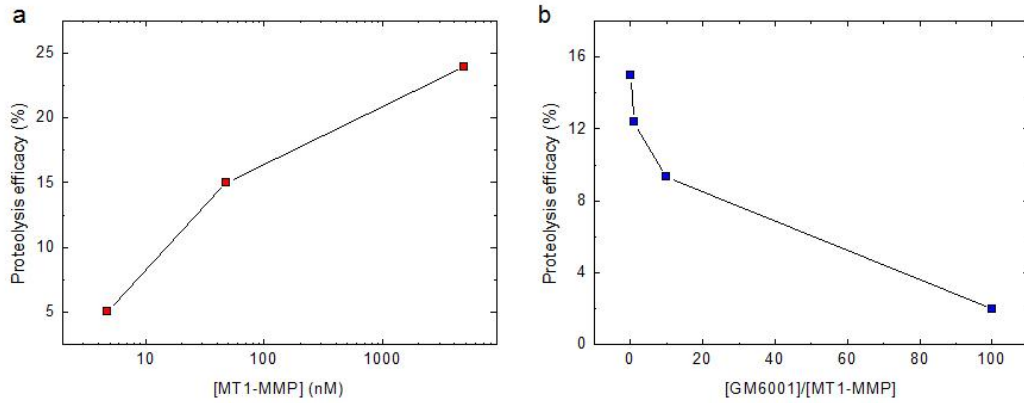 a
Proteolysis efficacy (%)
25
20
15
10
5
10 100 1000
[MT1-MMP] (nM)
b
Proteolysis efficacy (%)
16
12
8
4
0
0 20 40 60 80 100
[GM6001]/[MT1-MMP]